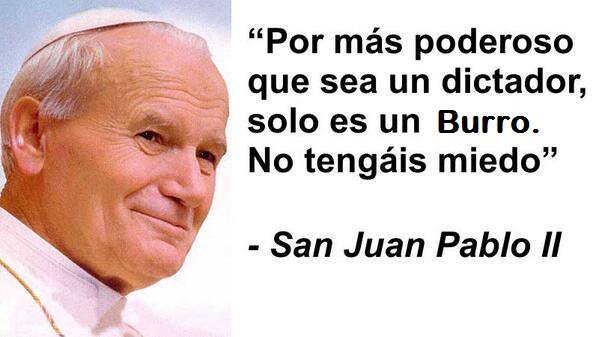 “Por más poderoso
que sea un dictador,
solo es un Burro.
No tengáis miedo”
- San Juan Pablo II